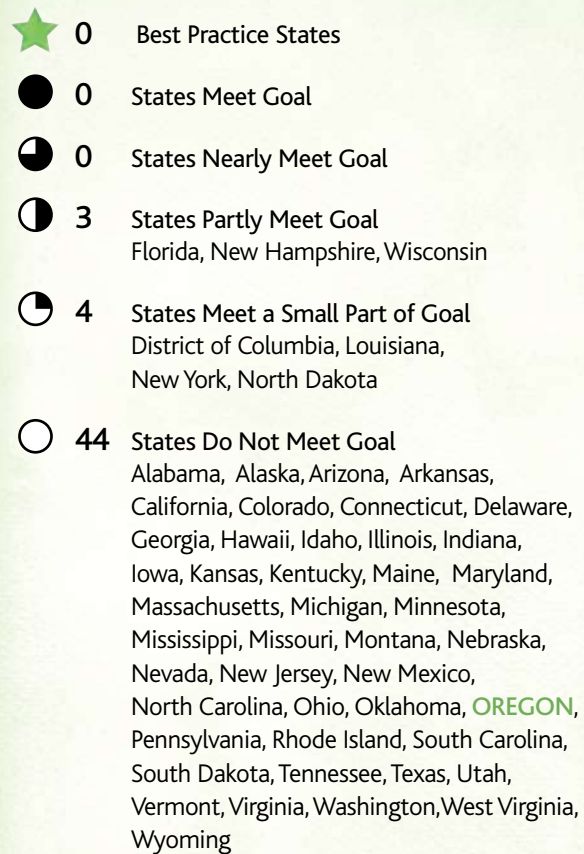 0 Best Practice States
0 States Meet Goal
0 States Nearly Meet Goal
3 States Partly Meet Goal
Florida, New Hampshire, Wisconsin
4 States Meet a Small Part of Goal
District of Columbia, Louisiana,
New York, North Dakota
44 States Do Not Meet Goal
Alabama, Alaska, Arizona, Arkansas,
California, Colorado, Connecticut, Delaware,
Georgia, Hawaii, Idaho, Illinois, Indiana,
Iowa, Kansas, Kentucky, Maine, Maryland,
Massachusetts, Michigan, Minnesota,
Mississippi, Missouri, Montana, Nebraska,
Nevada, New Jersey, New Mexico,
North Carolina, Ohio, Oklahoma, OREGON,
Pennsylvania, Rhode Island, South Carolina,
South Dakota, Tennessee, Texas, Utah,
Vermont, Virginia, Washington, West Virginia,
Wyoming